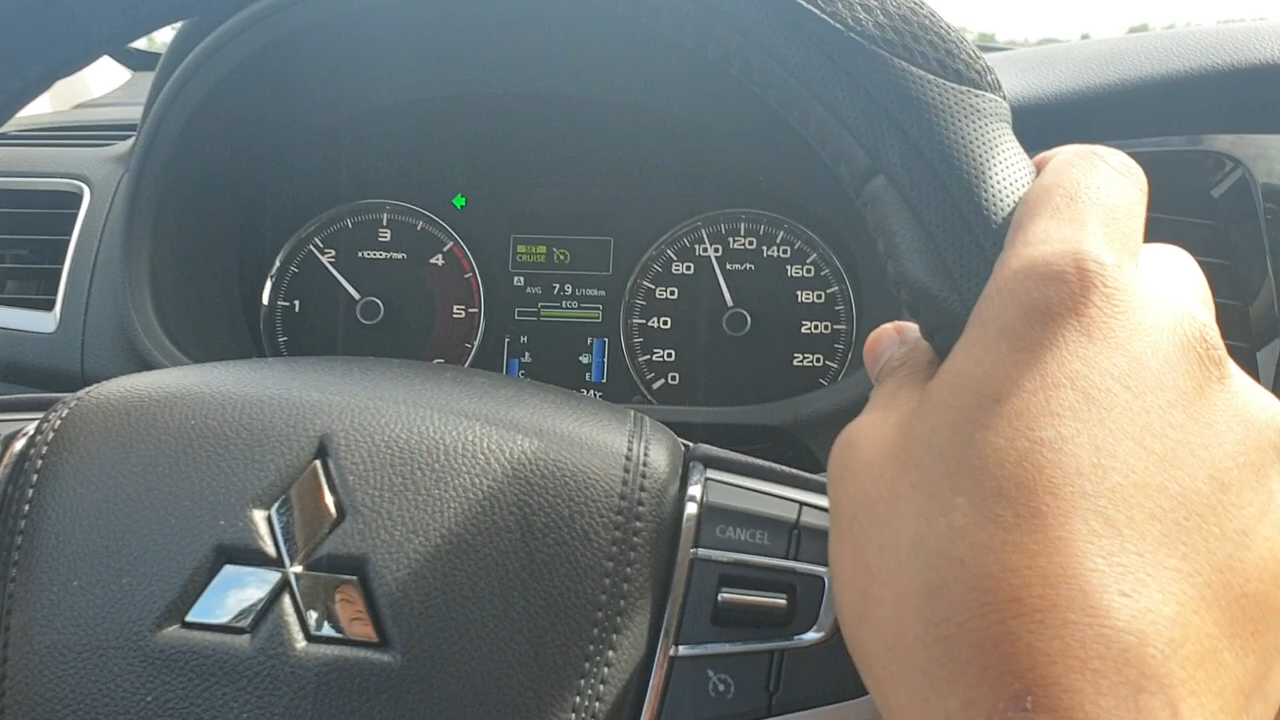 1
2
3
4
5
x1000r/min
SET
CRUISE
A AVG 7.9 L/100km
ECO
H
C
F
E
34°C
0
20
40
60
80
100
120
140
160
180
200
220
km/h
CANCEL